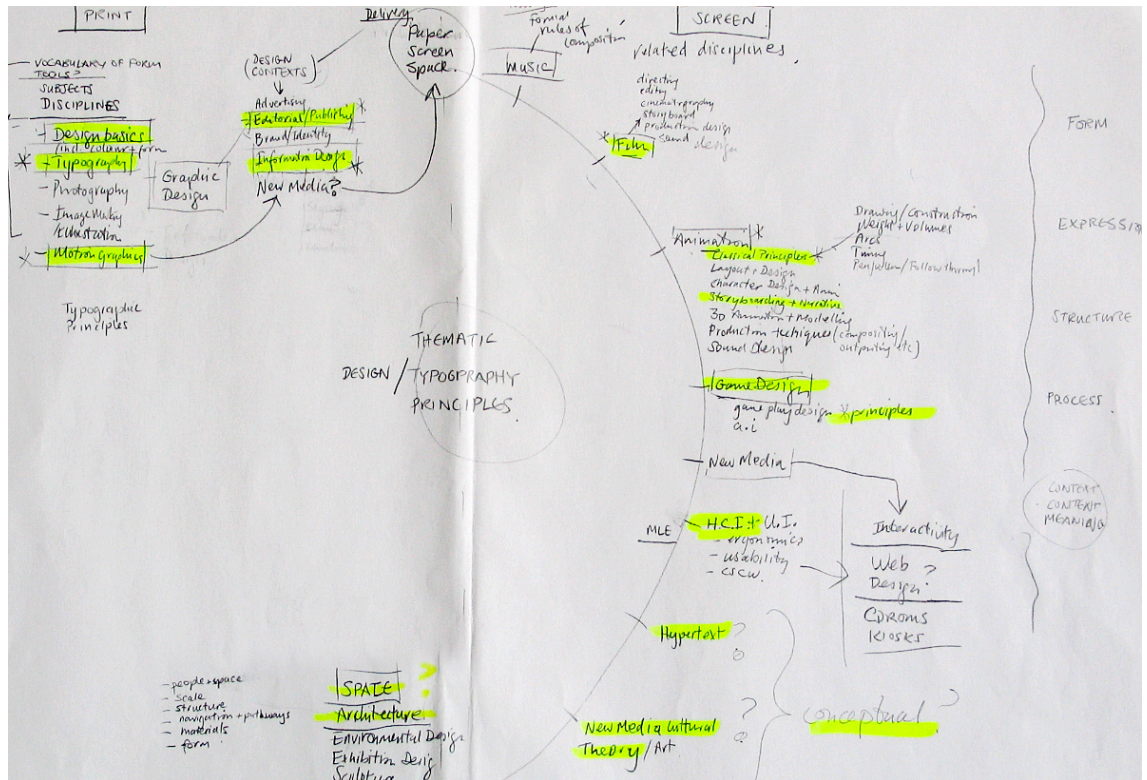 PRINT
VOCABULARY OF FORM
TOOLS?
SUBJECTS
DISCIPLINES
Design basics
(incl. colour + form
* Typography
- Photography
- Image Making
/illustration
* Motion graphics
Typographic
Principles
Graphic
Design
Delivery
Paper
Screen
Space.
(DESIGN
CONTEXTS)
Advertising
Editorial/Publishing *
Brand/Identity
Information Design *
New Media?
formal
rules of
composition
music
SCREEN
related disciplines.
directing
editing
cinematography
storyboard
production design
sound design
* Film
Animation *
Classical Principles *
Layout + Design
Character Design + Anim
Storyboarding + Narrative
3D Animation + Modelling
Production techniques (compositing/
outputing etc)
Sound Design
Drawing/Construction
Weight + Volumes
Arcs
Timing
Pendulum/Follow through
Game Design
game play design * principles
a.i
New Media
MLE
H.C.I + U.I.
- ergonomics
- usability
- CSCW.
Interactivity
Web ?
Design
CDROMS
KIOSKS
Hypertext ?
New Media Cultural ?
Theory/Art
conceptual ?
THEMATIC
DESIGN / TYPOGRPHY
PRINCIPLES.
- people + space
- scale
- structure
- navigation + pathways
- materials
- form
SPACE ?
Architecture
Environmental Design
Exhibition Design
Sculpture
FORM
EXPRESSION
STRUCTURE
PROCESS
CONTENT
CONTEXT
MEANING